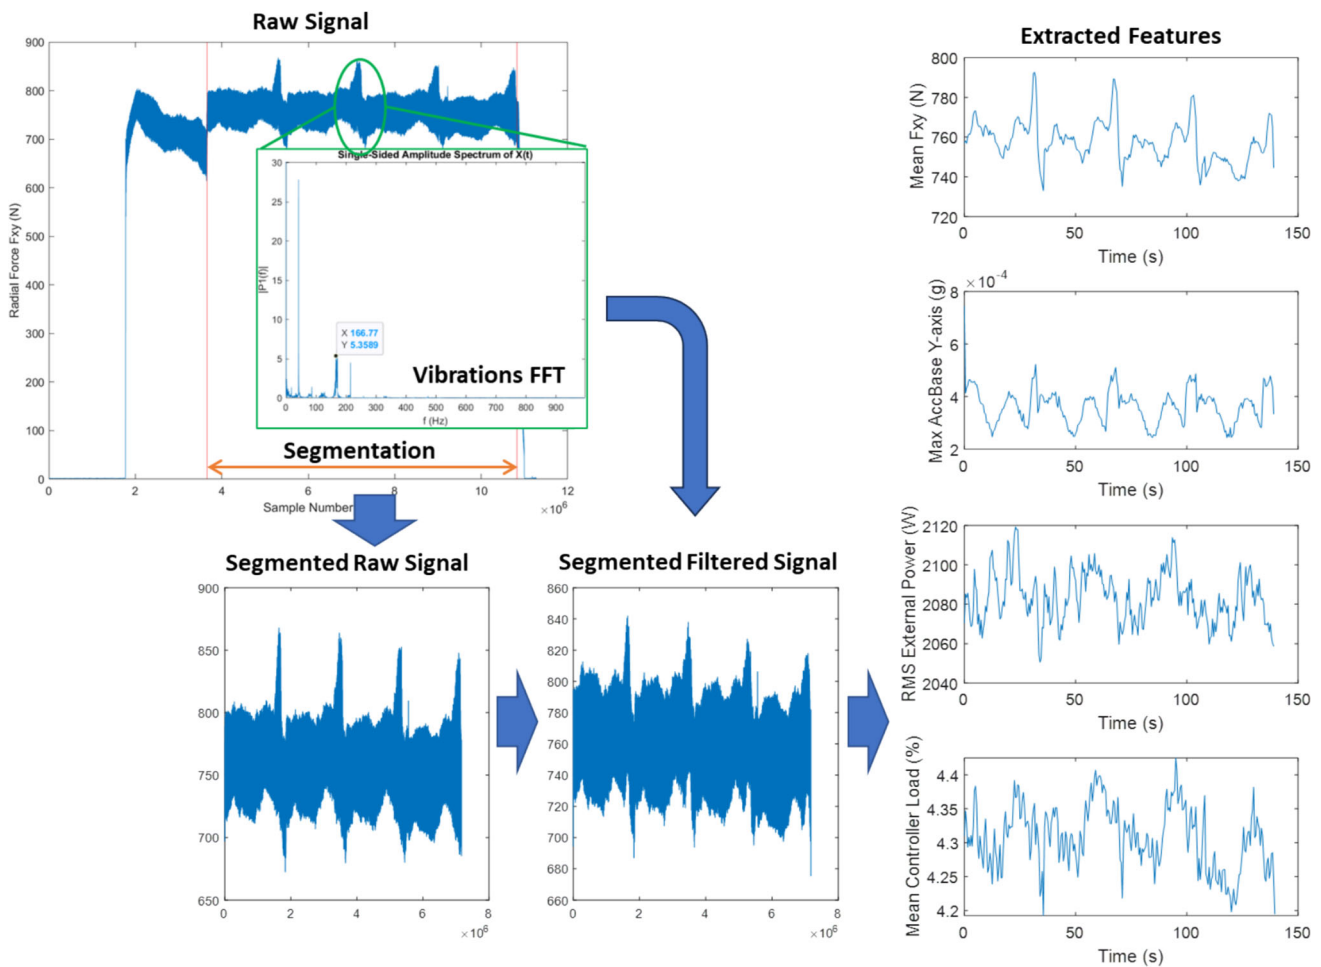 Raw Signal
900
800
700
600
500
400
300
200
100
0
Radial Force Fxy (N)
0
2
4
6
8
10
12
Sample Number
×10^6
Single-Sided Amplitude Spectrum of X(t)
30
25
20
15
10
5
0
|P1(f)|
X 166.77
Y 5.3589
Vibrations FFT
0 100 200 300 400 500 600 700 800 900
f (Hz)
Segmentation
Segmented Raw Signal
900
850
800
750
700
650
0 2 4 6 8
×10^6
Segmented Filtered Signal
860
840
820
800
780
760
740
720
700
680
660
0 2 4 6 8
×10^6
Extracted Features
800
780
760
740
720
Mean Fxy (N)
0 50 100 150
Time (s)
×10^-4
8
6
4
2
Max AccBase Y-axis (g)
0 50 100 150
Time (s)
2120
2100
2080
2060
2040
RMS External Power (W)
0 50 100 150
Time (s)
4.4
4.35
4.3
4.25
4.2
Mean Controller Load (%)
0 50 100 150
Time (s)